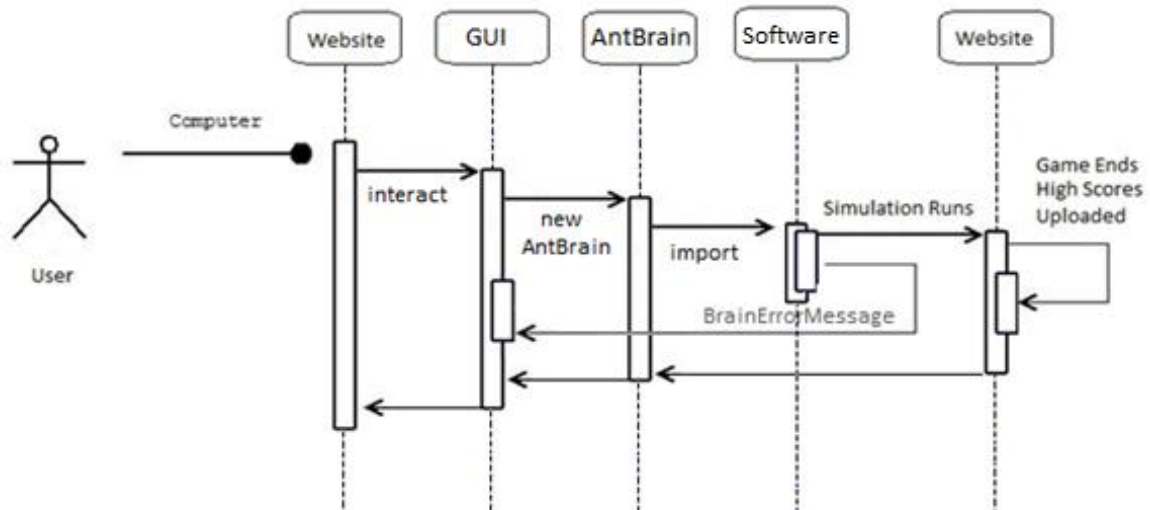 Website
GUI
AntBrain
Software
Website
Computer
User
interact
new
AntBrain
import
Simulation Runs
Game Ends
High Scores
Uploaded
BrainErrorMessage